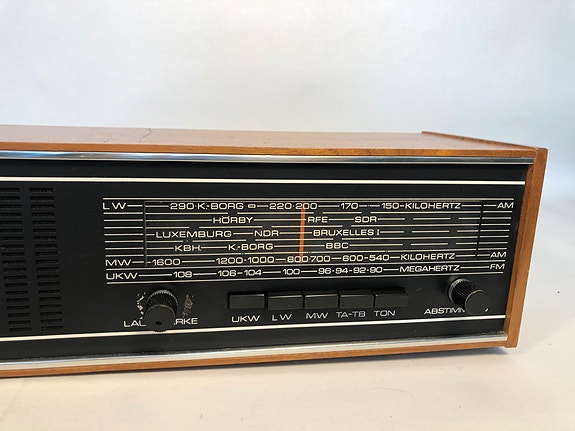 LW 290 K.-BORG 220·200 170 150-KILOHERTZ AM
HÖRBY RFE SDR
LUXEMBURG NDR BRUXELLES I
KBH. K.-BORG BBC
MW 1600 1200-1000 800·700 600-540 KILOHERTZ AM
UKW 108 106-104 100 96-94-92-90 MEGAHERTZ FM
UKW LW MW TA-TB TON